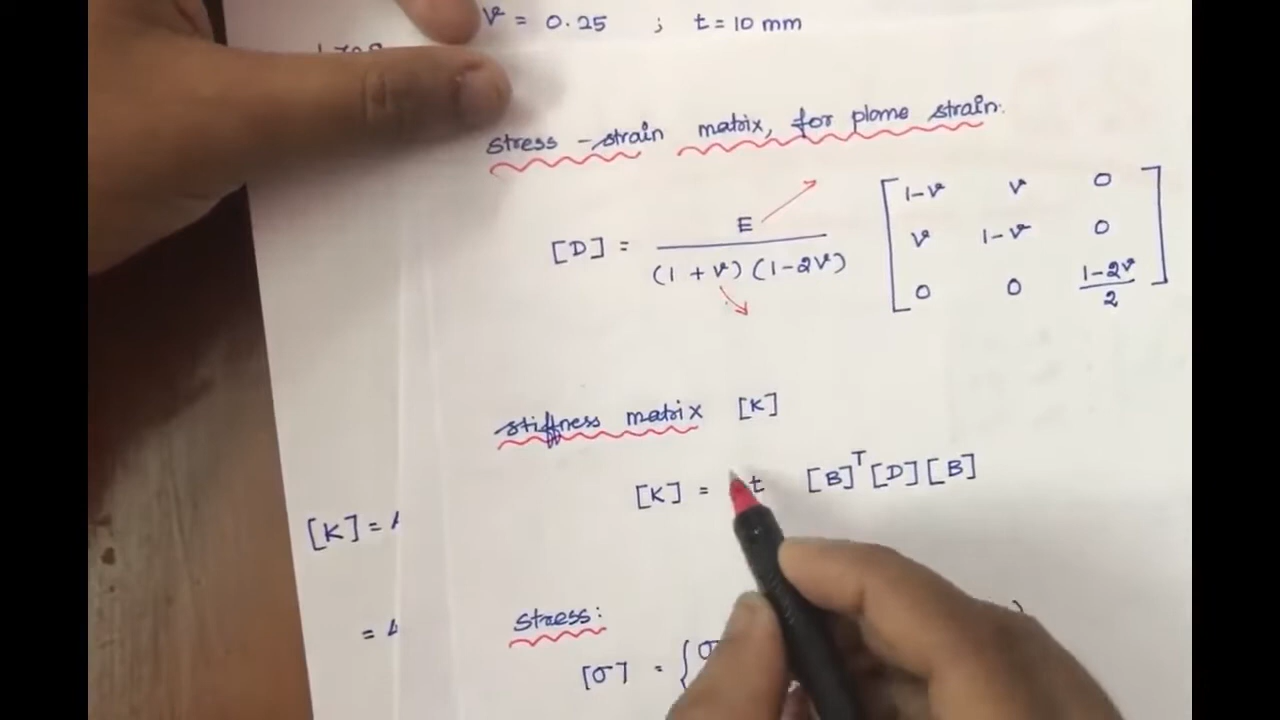 ν = 0.25 ; t = 10 mm
stress - strain matrix, for plane strain.
[D] = E / (1 + ν) (1 - 2ν) [1-ν ν 0
ν 1-ν 0
0 0 1-2ν / 2]
stiffness matrix [K]
[K] = t [B]ᵀ [D] [B]
[K] =
=
stress:
[σ] = {σ